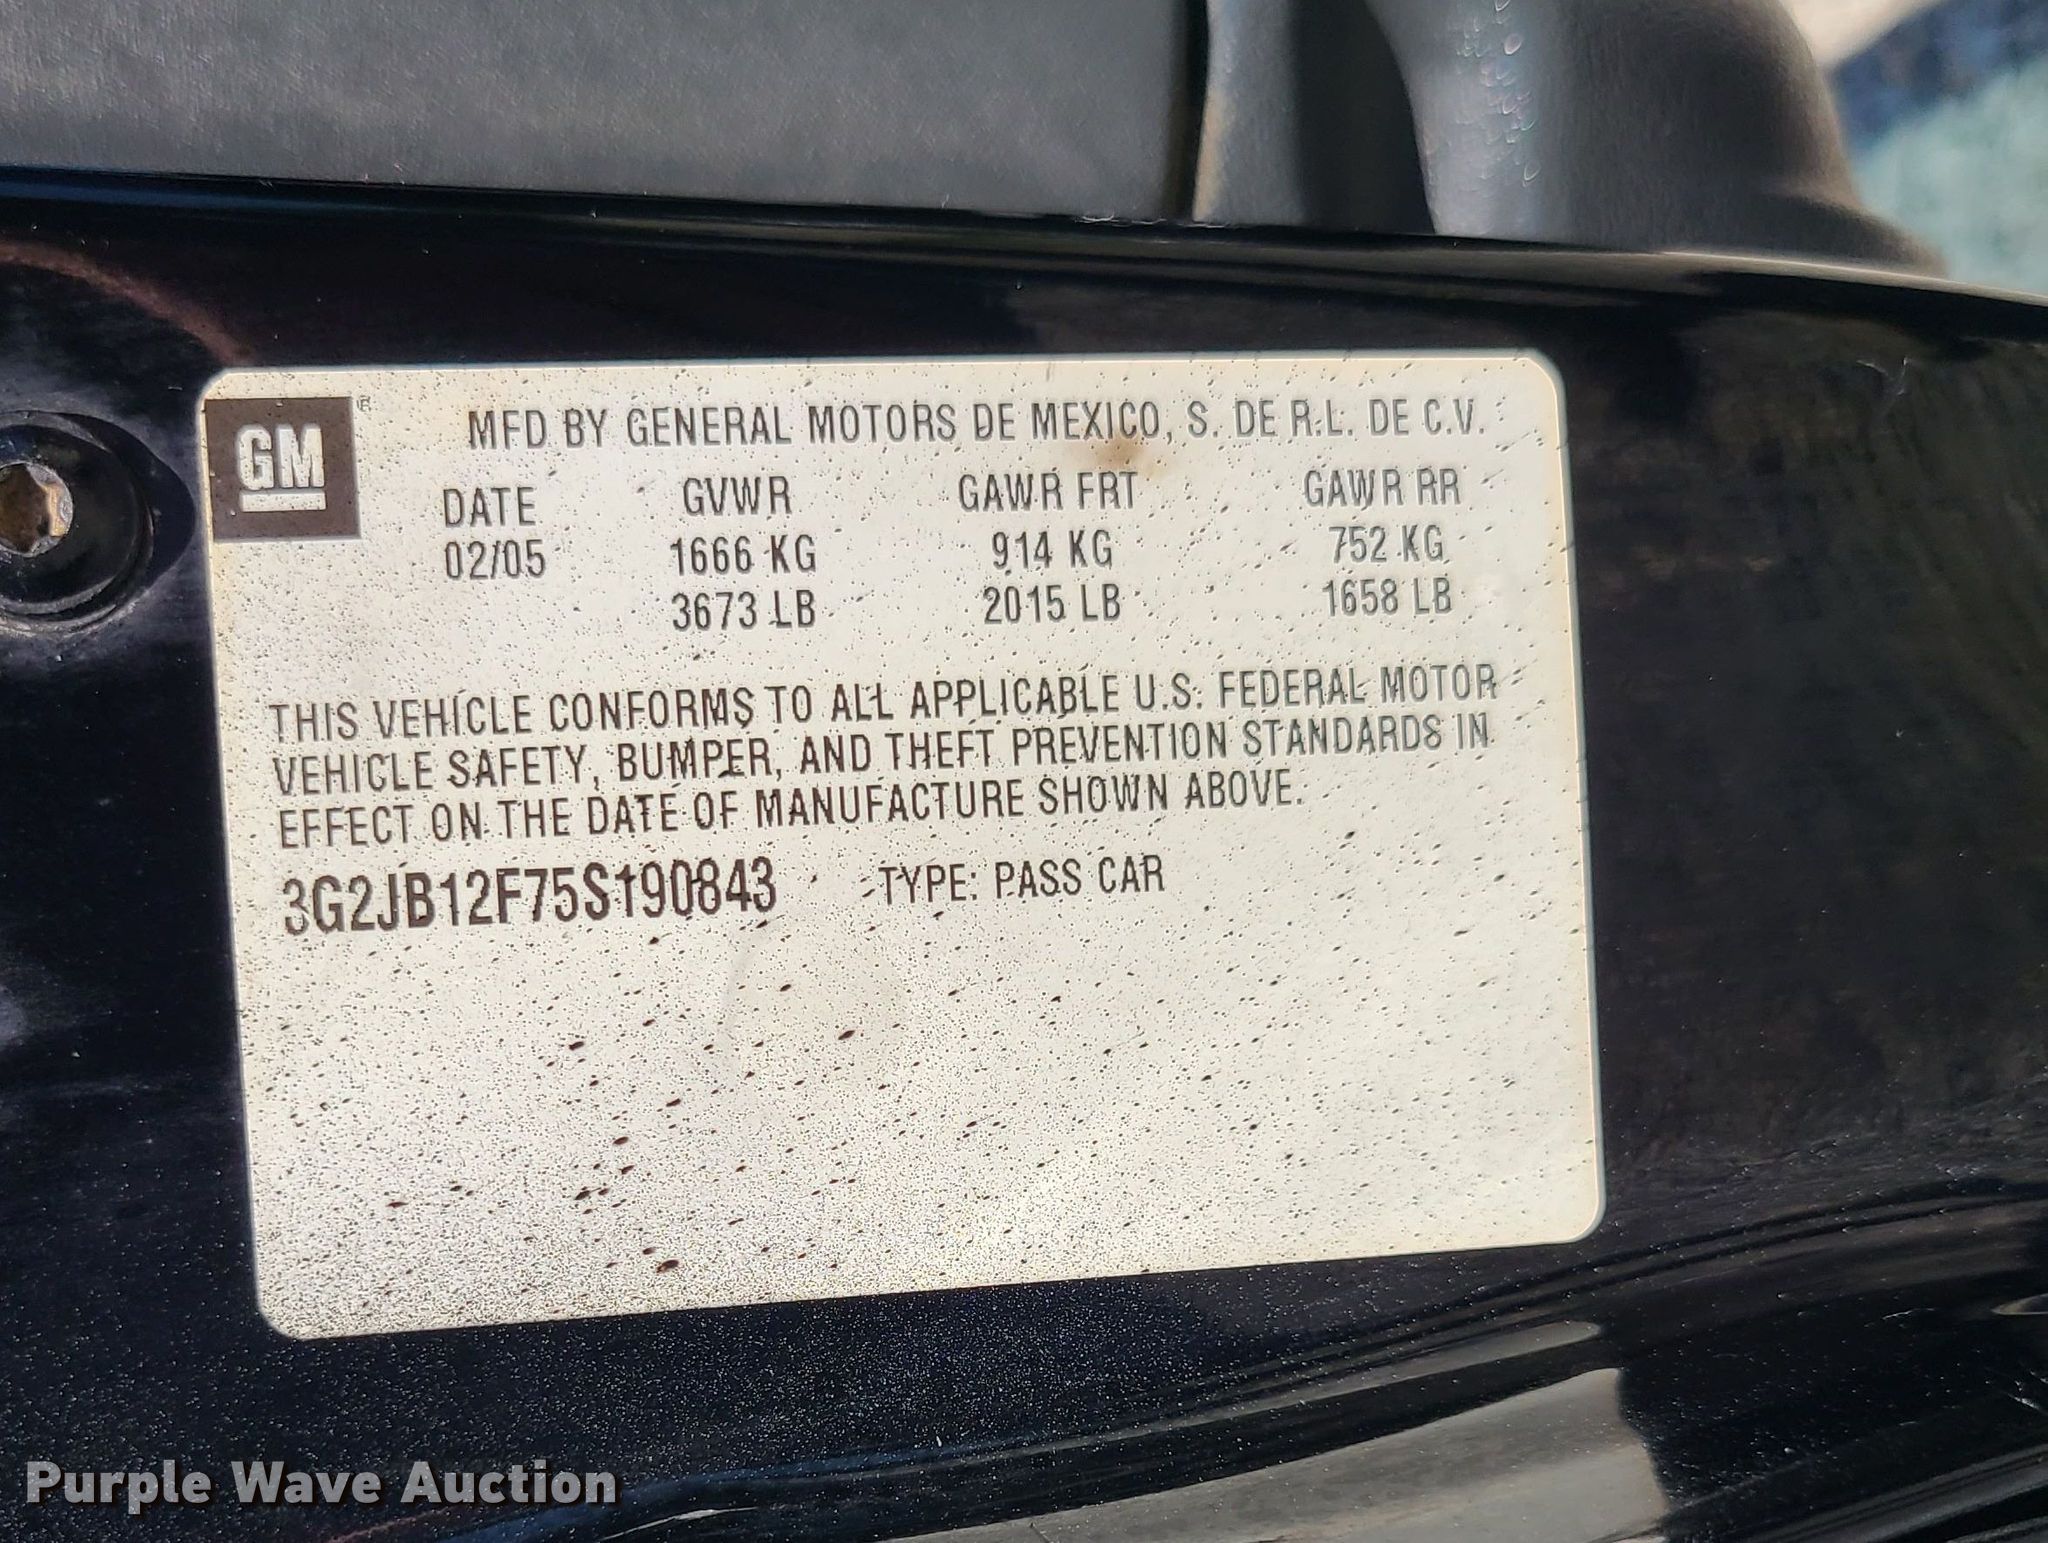 GM
MFD BY GENERAL MOTORS DE MEXICO, S. DE R.L. DE C.V.
DATE GVWR GAWR FRT GAWR RR
02/05 1666 KG 914 KG 752 KG
3673 LB 2015 LB 1658 LB
THIS VEHICLE CONFORMS TO ALL APPLICABLE U.S. FEDERAL MOTOR
VEHICLE SAFETY, BUMPER, AND THEFT PREVENTION STANDARDS IN
EFFECT ON THE DATE OF MANUFACTURE SHOWN ABOVE.
3G2JB12F75S190843 TYPE: PASS CAR
Purple Wave Auction